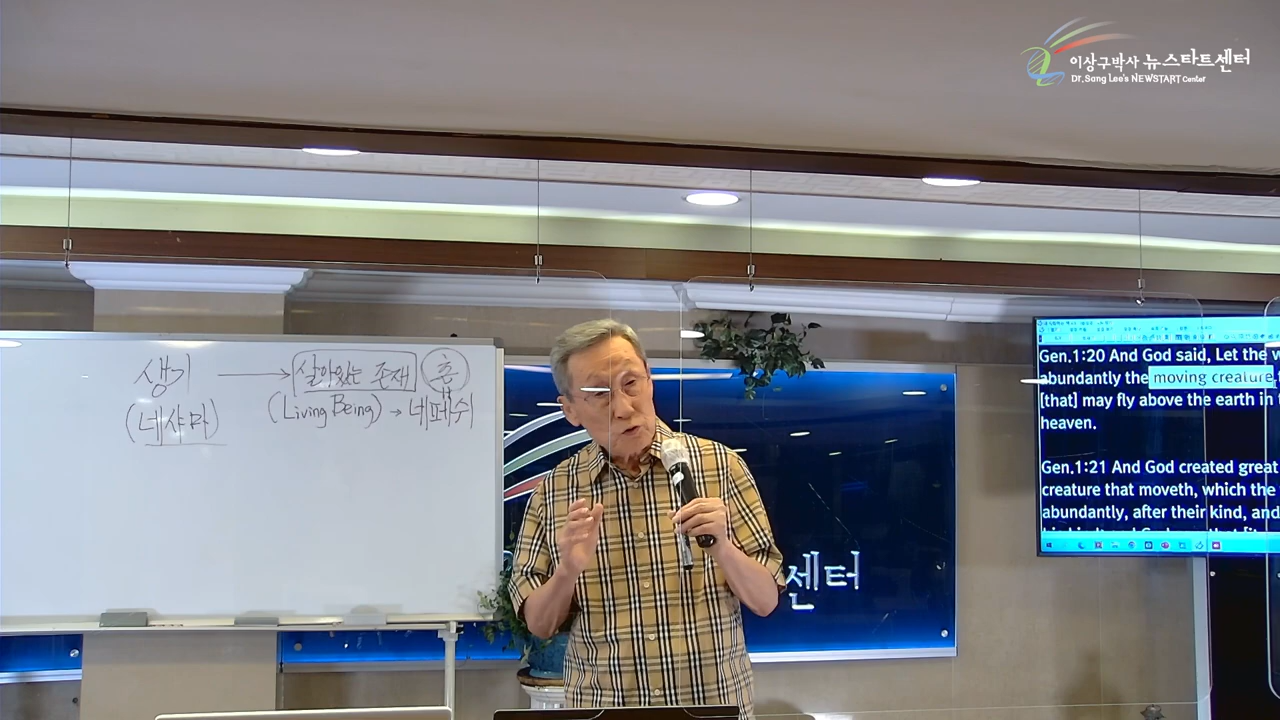 이상구박사 뉴스타트센터
Dr. Sang Lee's NEWSTART Center
생기 → 살아있는 존재 흙
(네샤마) (Living Being) → 네페쉬
센터
Gen.1:20 And God said, Let the w
abundantly the moving creature
[that] may fly above the earth in t
heaven.
Gen.1:21 And God created great
creature that moveth, which the
abundantly, after their kind, and